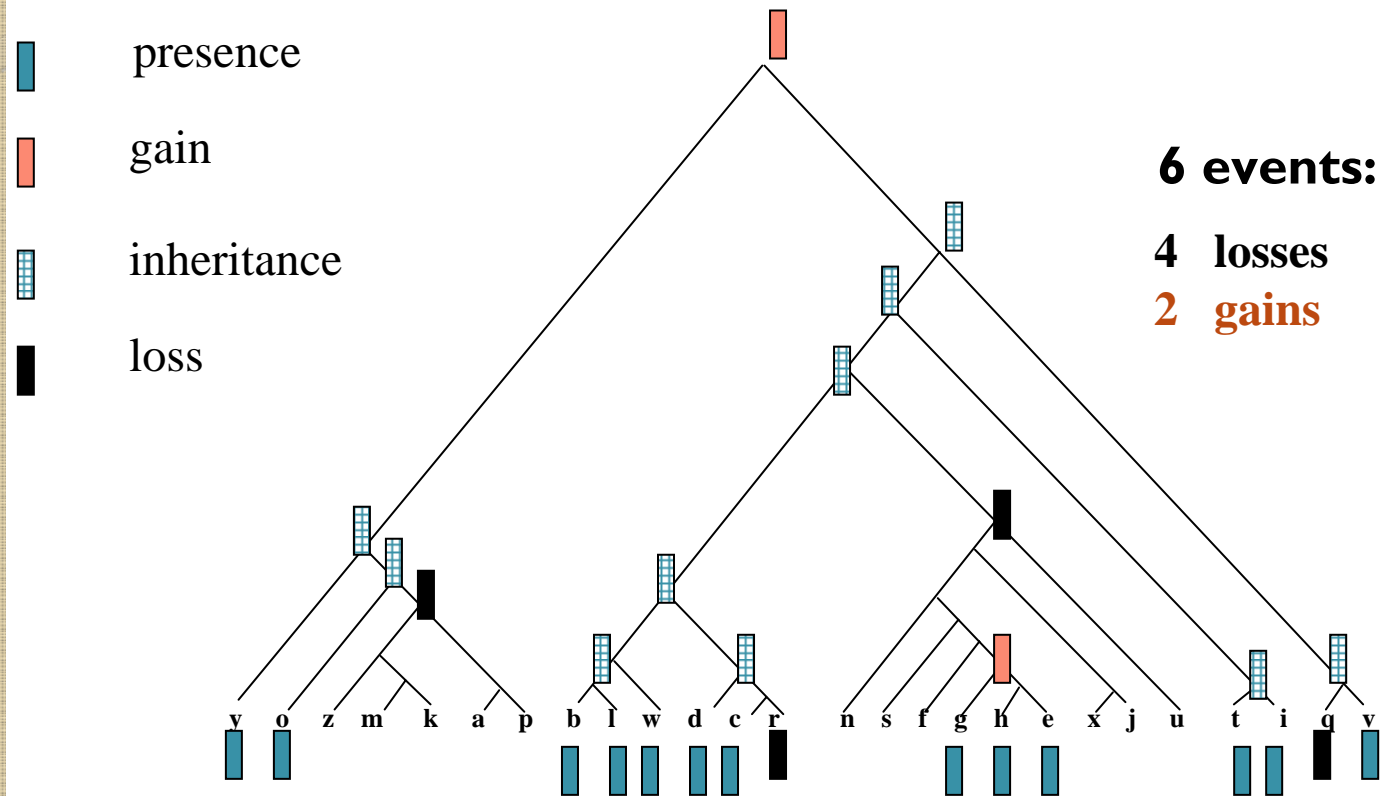 presence
gain
inheritance
loss
6 events:
4 losses
2 gains
y o z m k a p b l w d c r n s f g h e x j u t i q v